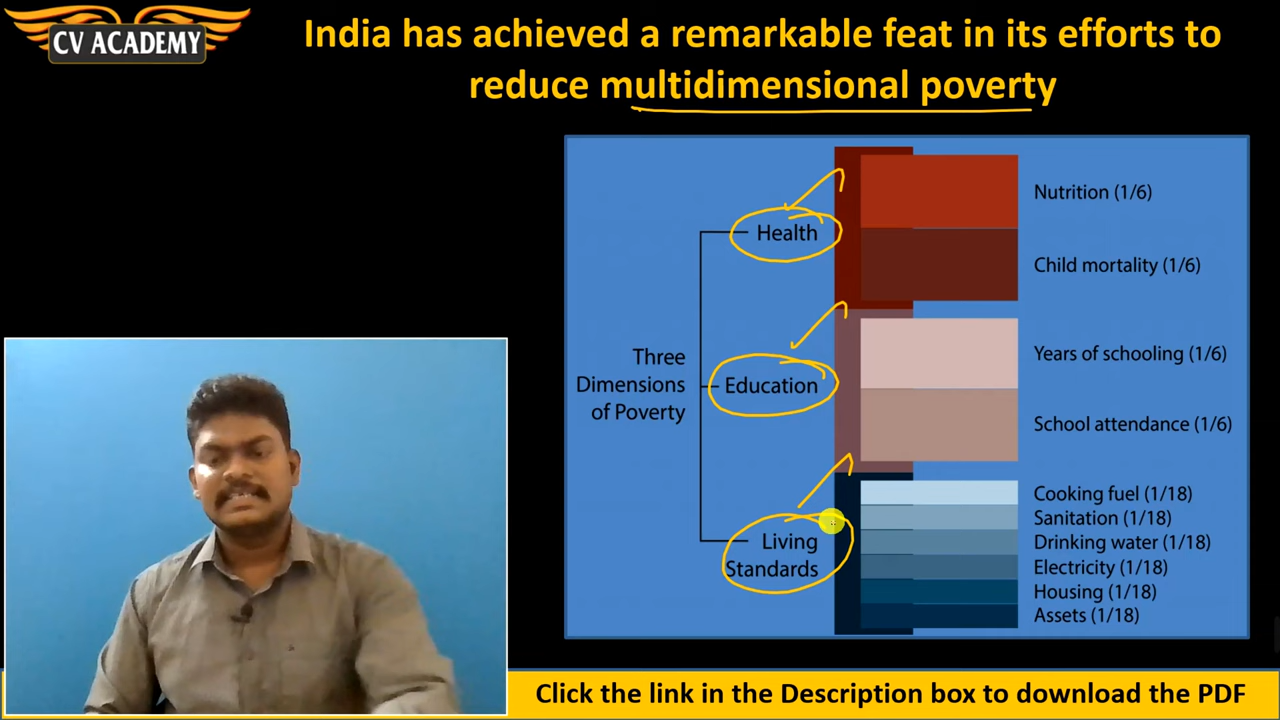 CV ACADEMY
India has achieved a remarkable feat in its efforts to
reduce multidimensional poverty
Three
Dimensions
of Poverty
Health
Nutrition (1/6)
Child mortality (1/6)
Education
Years of schooling (1/6)
School attendance (1/6)
Living
Standards
Cooking fuel (1/18)
Sanitation (1/18)
Drinking water (1/18)
Electricity (1/18)
Housing (1/18)
Assets (1/18)
Click the link in the Description box to download the PDF